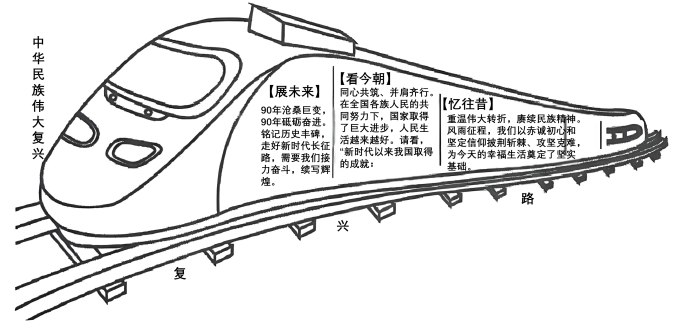 中华民族伟大复兴
【展未来】
90年沧桑巨变,
90年砥砺奋进。
铭记历史丰碑,
走好新时代长征
路,需要我们接
力奋斗,续写辉
煌。
【看今朝】
同心共筑、并肩齐行。
在全国各族人民的共
同努力下,国家取得
了巨大进步,人民生
活越来越好。请看,
“新时代以来我国取得
的成就:
【忆往昔】
重温伟大转折,赓续民族精神。
风雨征程,我们以赤诚初心和
坚定信仰披荆斩棘、攻坚克难,
为今天的幸福生活奠定了坚实
基础。
复
兴
路